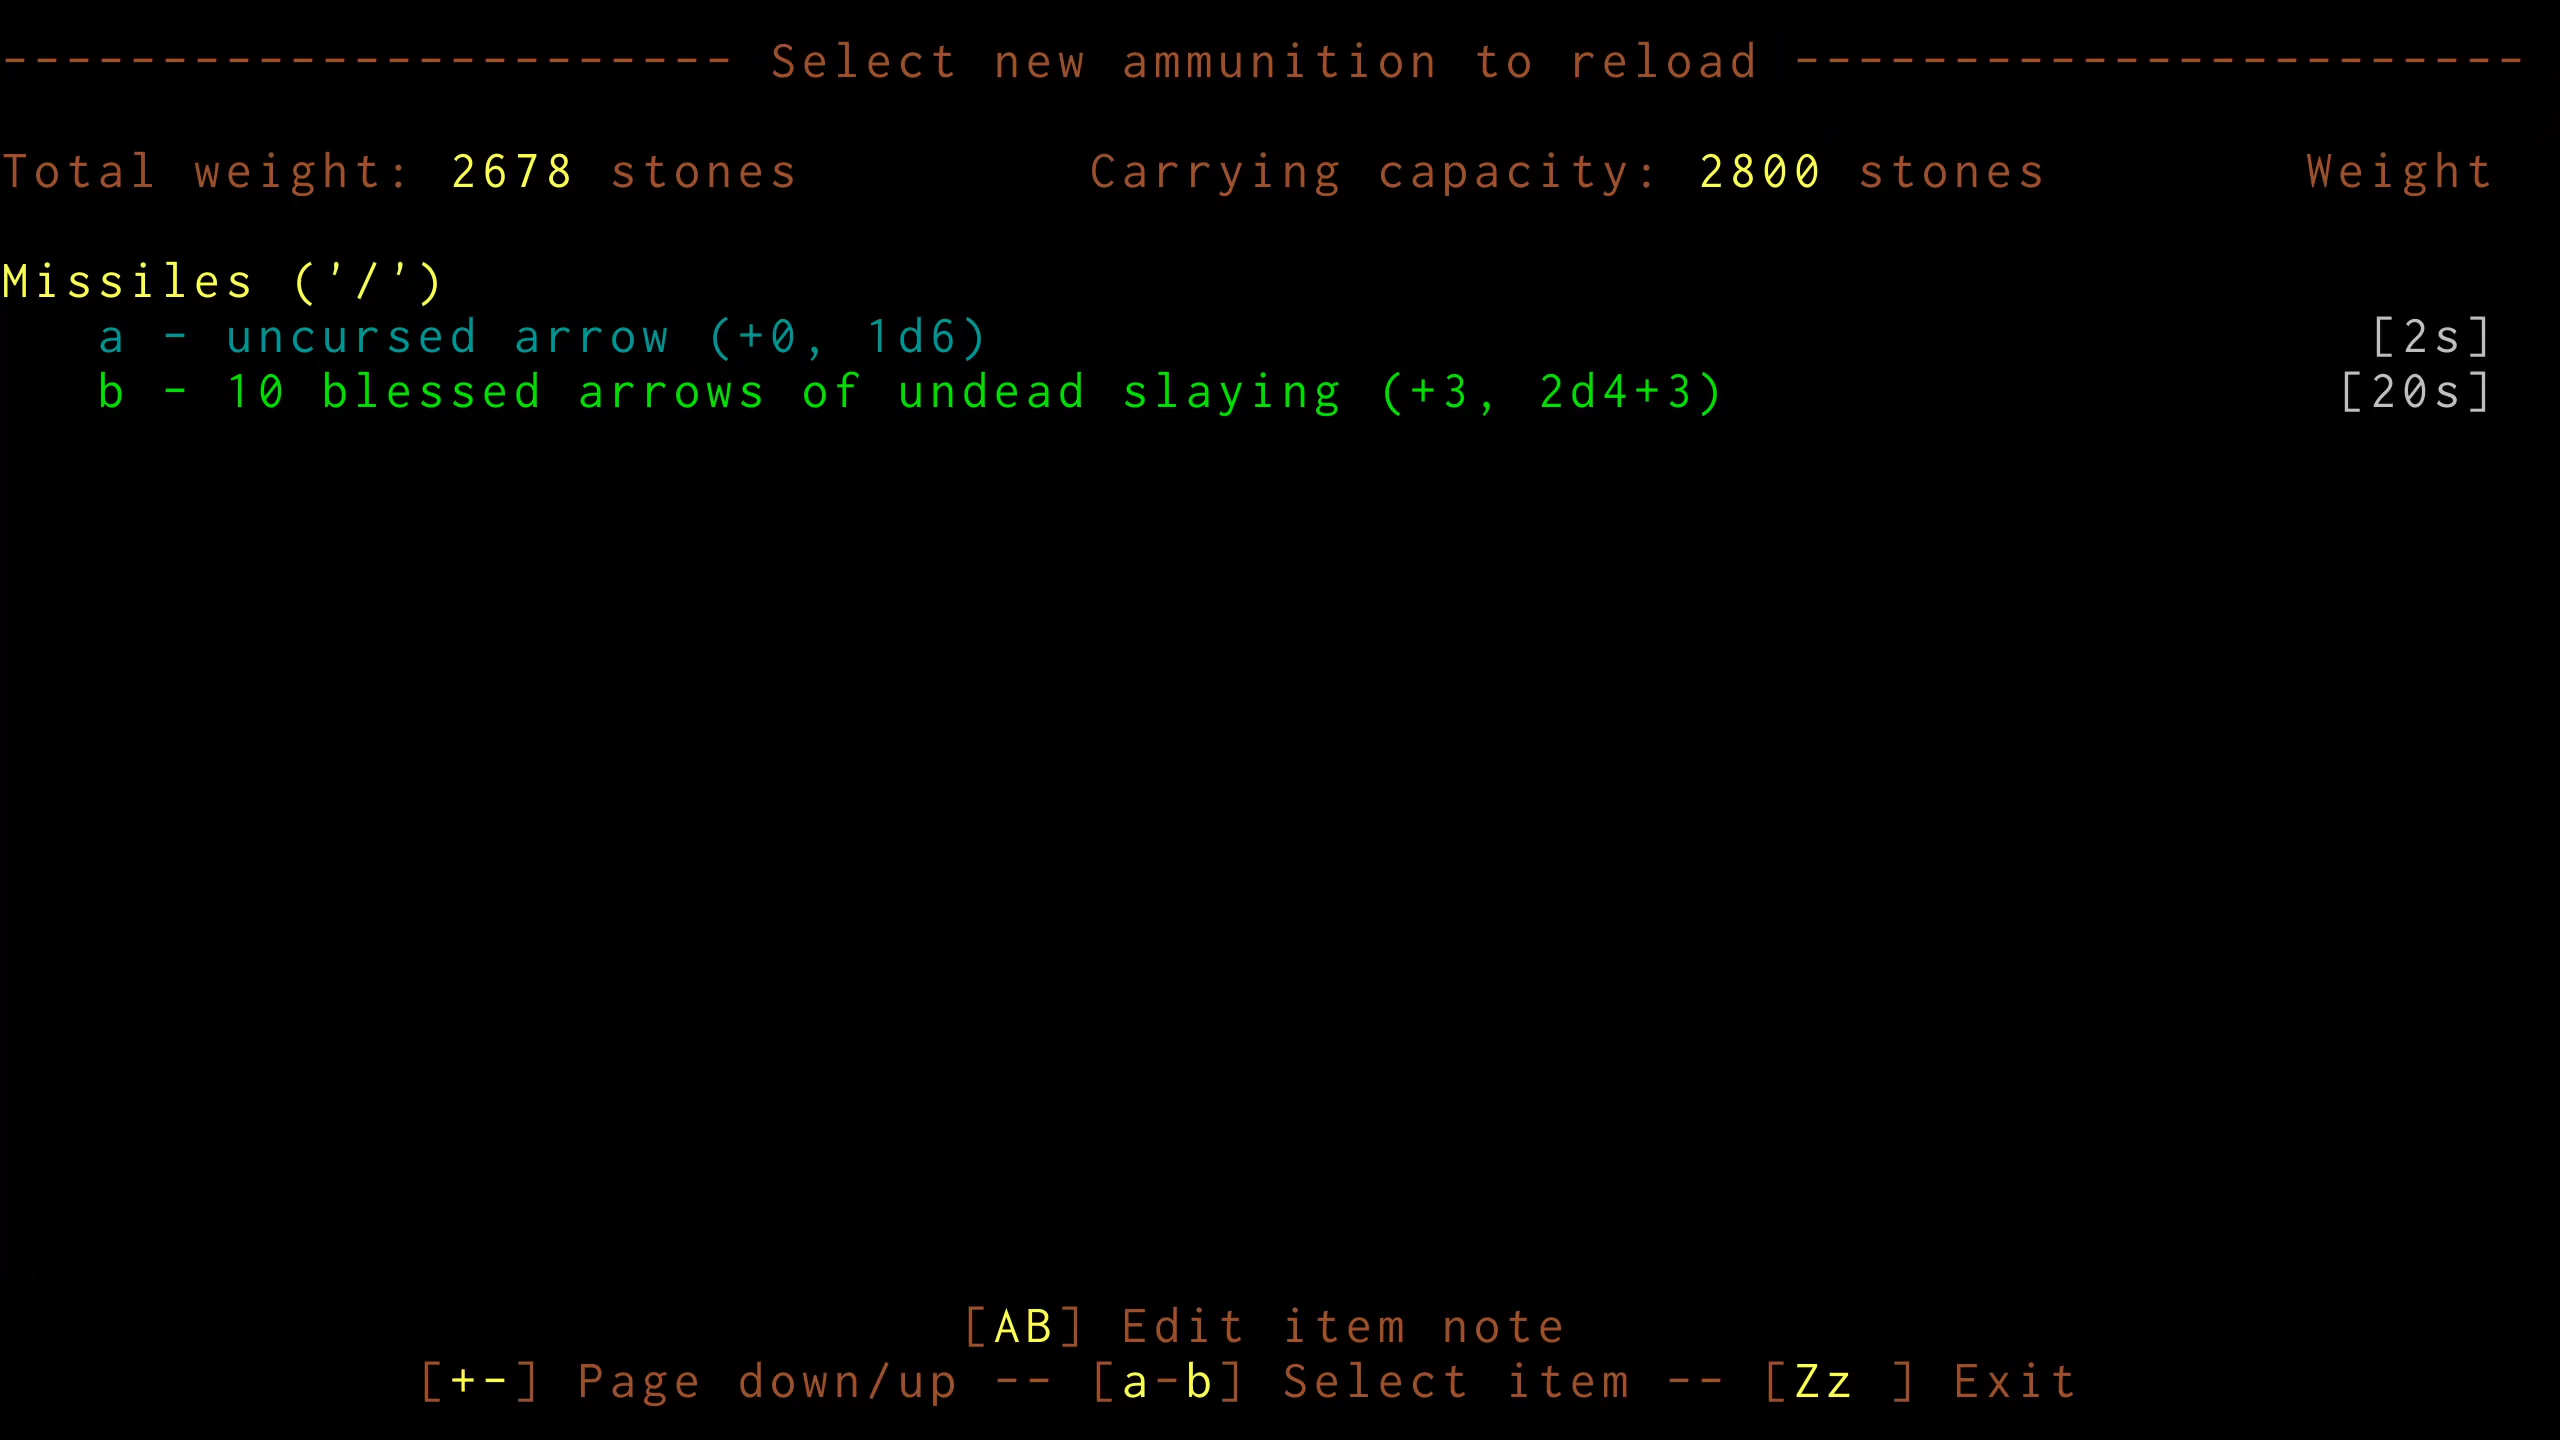 ----------------------- Select new ammunition to reload -----------------------
Total weight: 2678 stones Carrying capacity: 2800 stones Weight
Missiles ('/')
a - uncursed arrow (+0, 1d6) [2s]
b - 10 blessed arrows of undead slaying (+3, 2d4+3) [20s]
[AB] Edit item note
[+-] Page down/up -- [a-b] Select item -- [Zz ] Exit